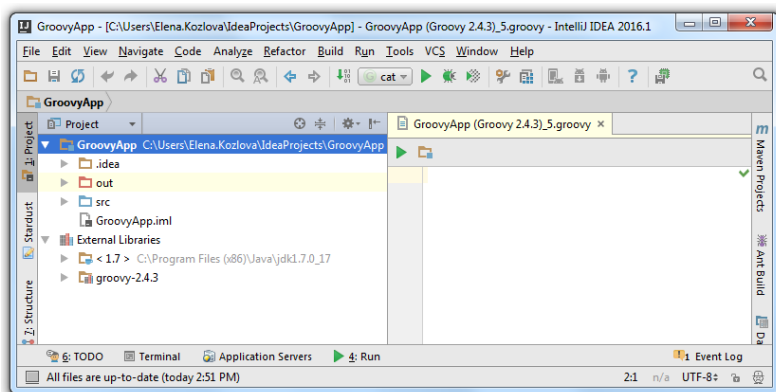 GroovyApp - [C:\Users\Elena.Kozlova\IdeaProjects\GroovyApp] - GroovyApp (Groovy 2.4.3)_5.groovy - IntelliJ IDEA 2016.1
File Edit View Navigate Code Analyze Refactor Build Run Tools VCS Window Help
cat
GroovyApp
1: Project
Project
GroovyApp (Groovy 2.4.3)_5.groovy
GroovyApp C:\Users\Elena.Kozlova\IdeaProjects\GroovyApp
.idea
out
src
GroovyApp.iml
External Libraries
< 1.7 > C:\Program Files (x86)\Java\jdk1.7.0_17
groovy-2.4.3
Stardust
7: Structure
m
Maven Projects
Ant Build
Da
6: TODO Terminal Application Servers 4: Run 1 Event Log
All files are up-to-date (today 2:51 PM) 2:1 n/a UTF-8